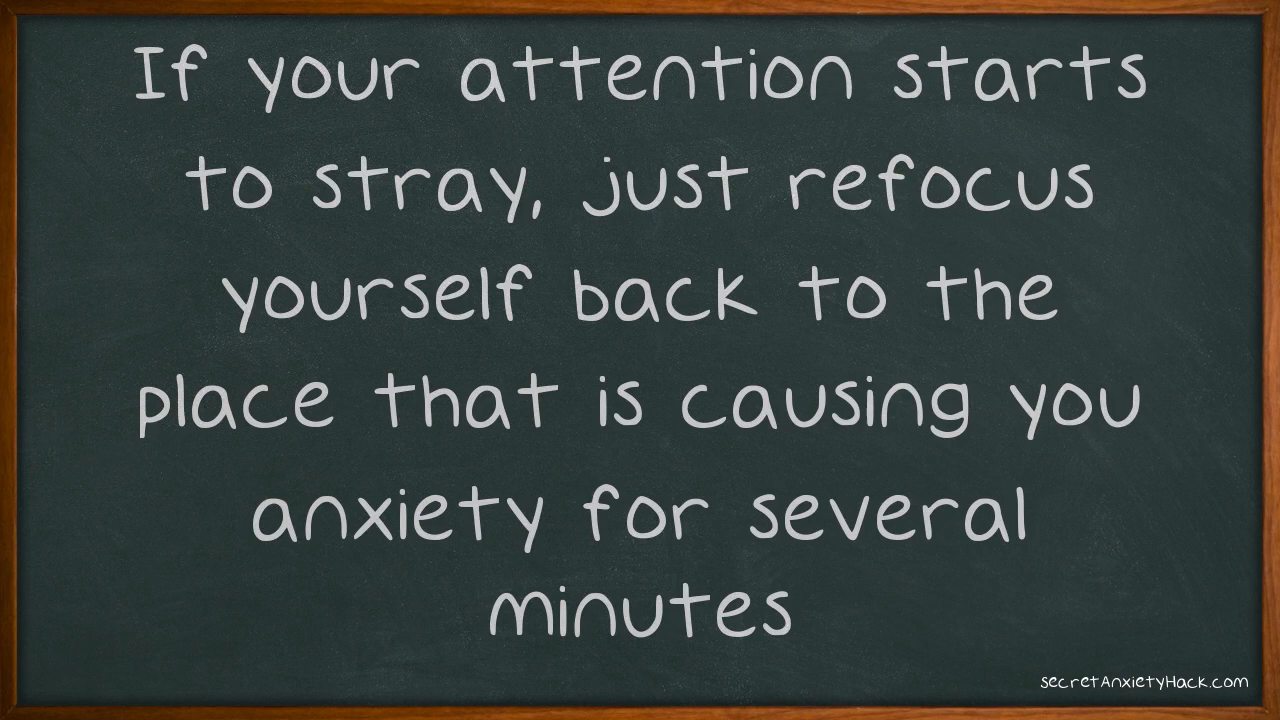 If your attention starts
to stray, just refocus
yourself back to the
place that is causing you
anxiety for several
minutes
secretAnxietyHack.com